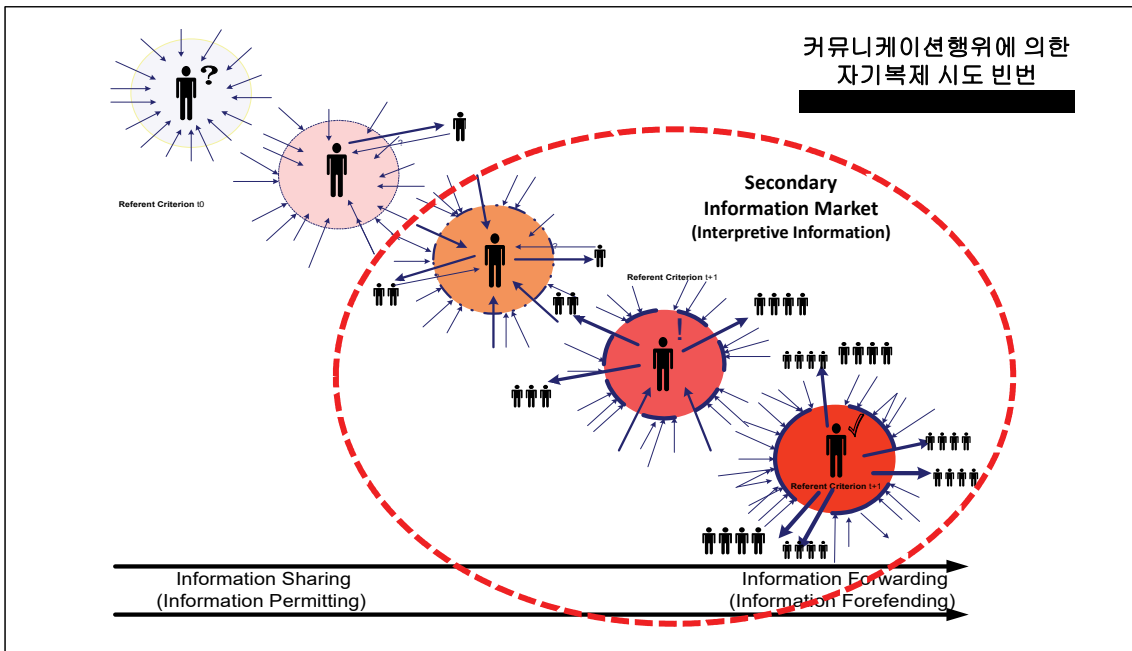 커뮤니케이션행위에 의한
자기복제 시도 빈번
?
?
Referent Criterion t0
Secondary
Information Market
(Interpretive Information)
?
Referent Criterion t+1
!
Referent Criterion t+1
Information Sharing
(Information Permitting)
Information Forwarding
(Information Forefending)